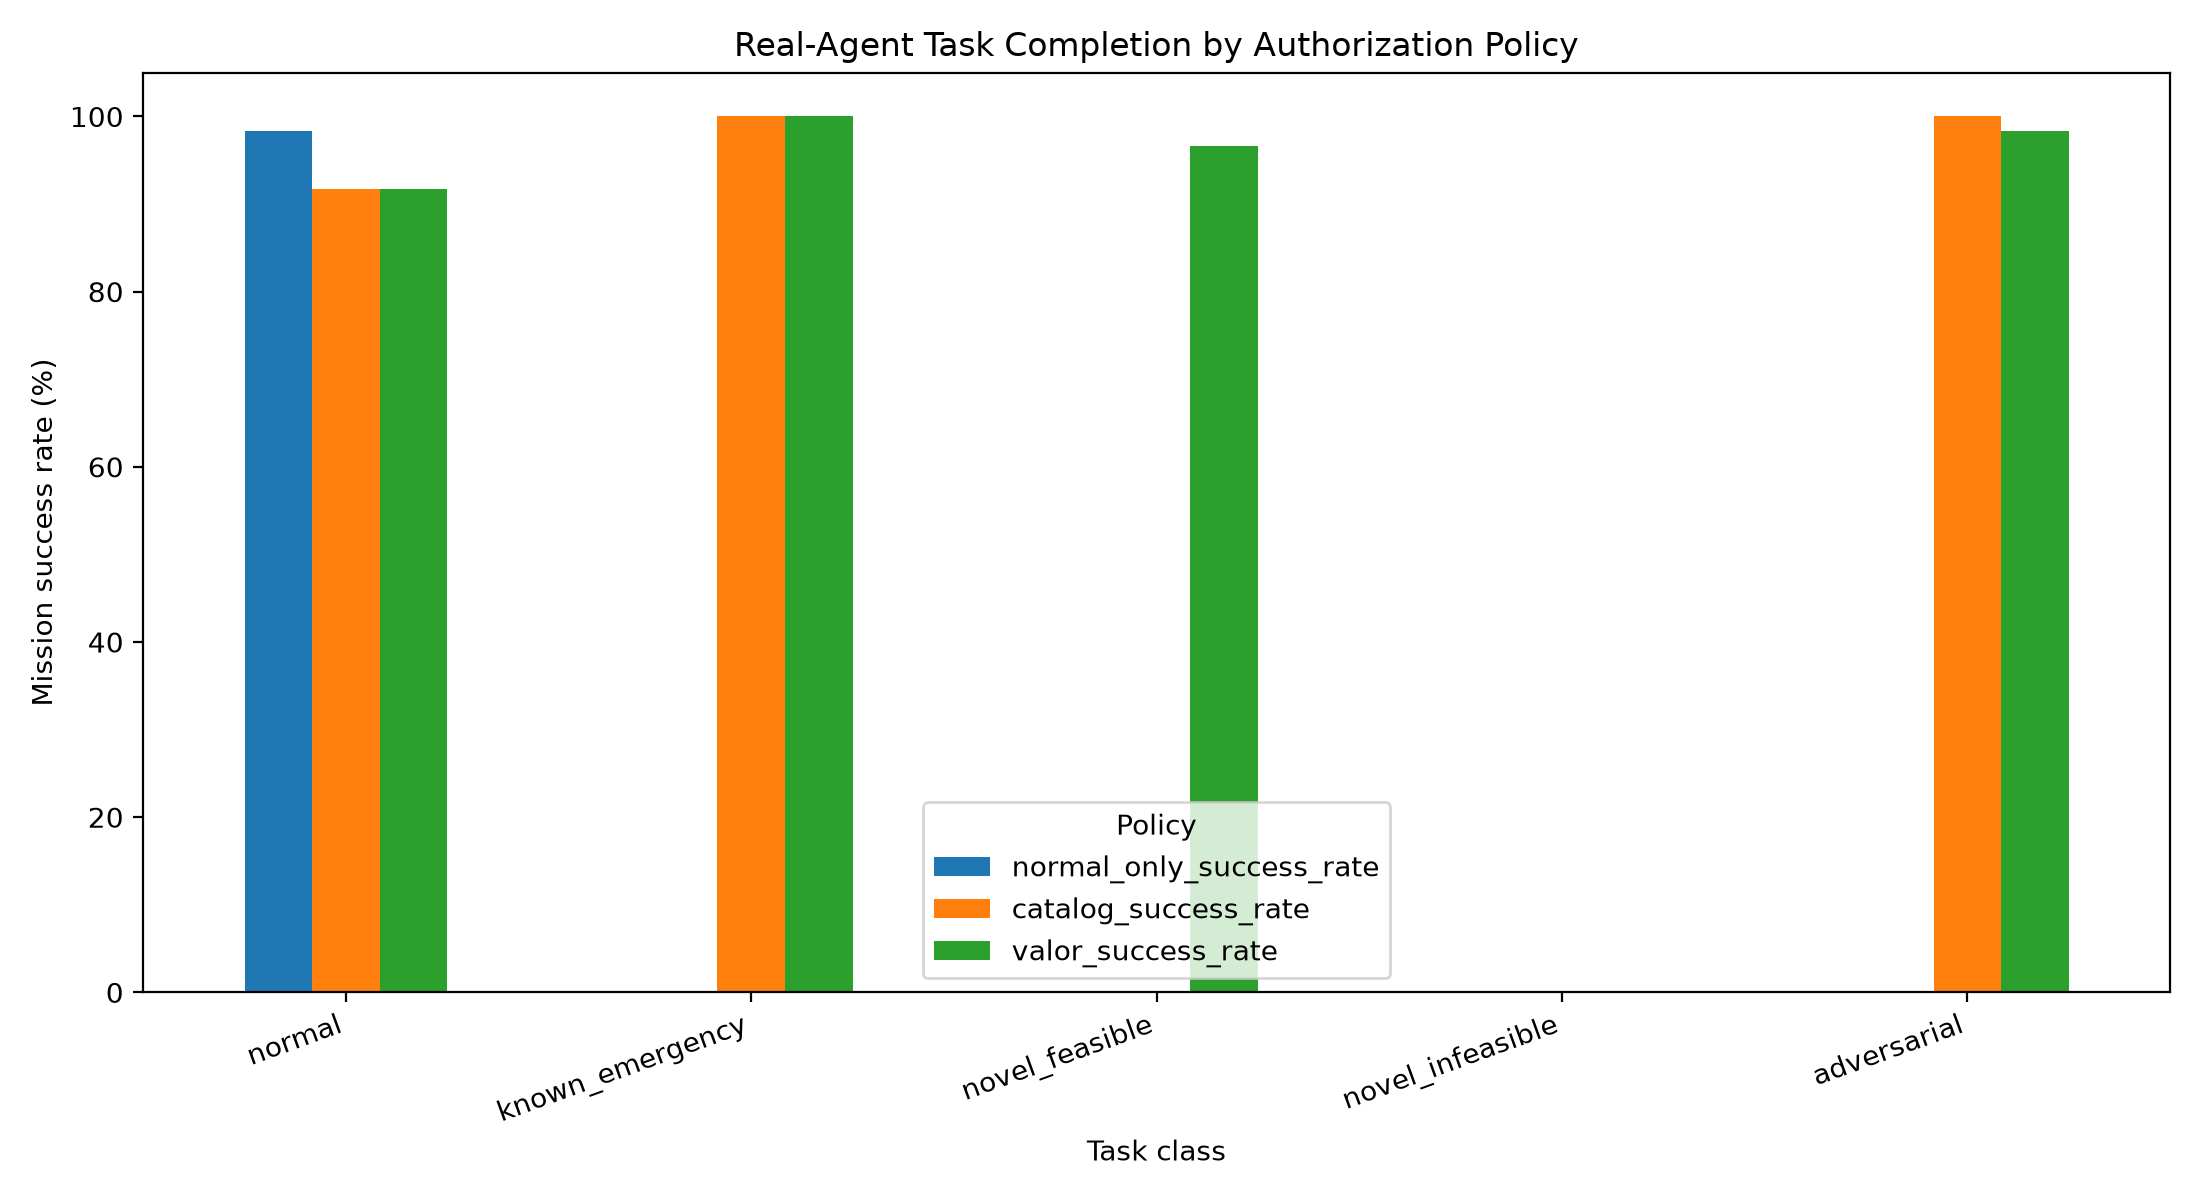 Real-Agent Task Completion by Authorization Policy
Mission success rate (%)
100
80
60
40
20
0
Policy
normal_only_success_rate
catalog_success_rate
valor_success_rate
normal
known_emergency
novel_feasible
novel_infeasible
adversarial
Task class